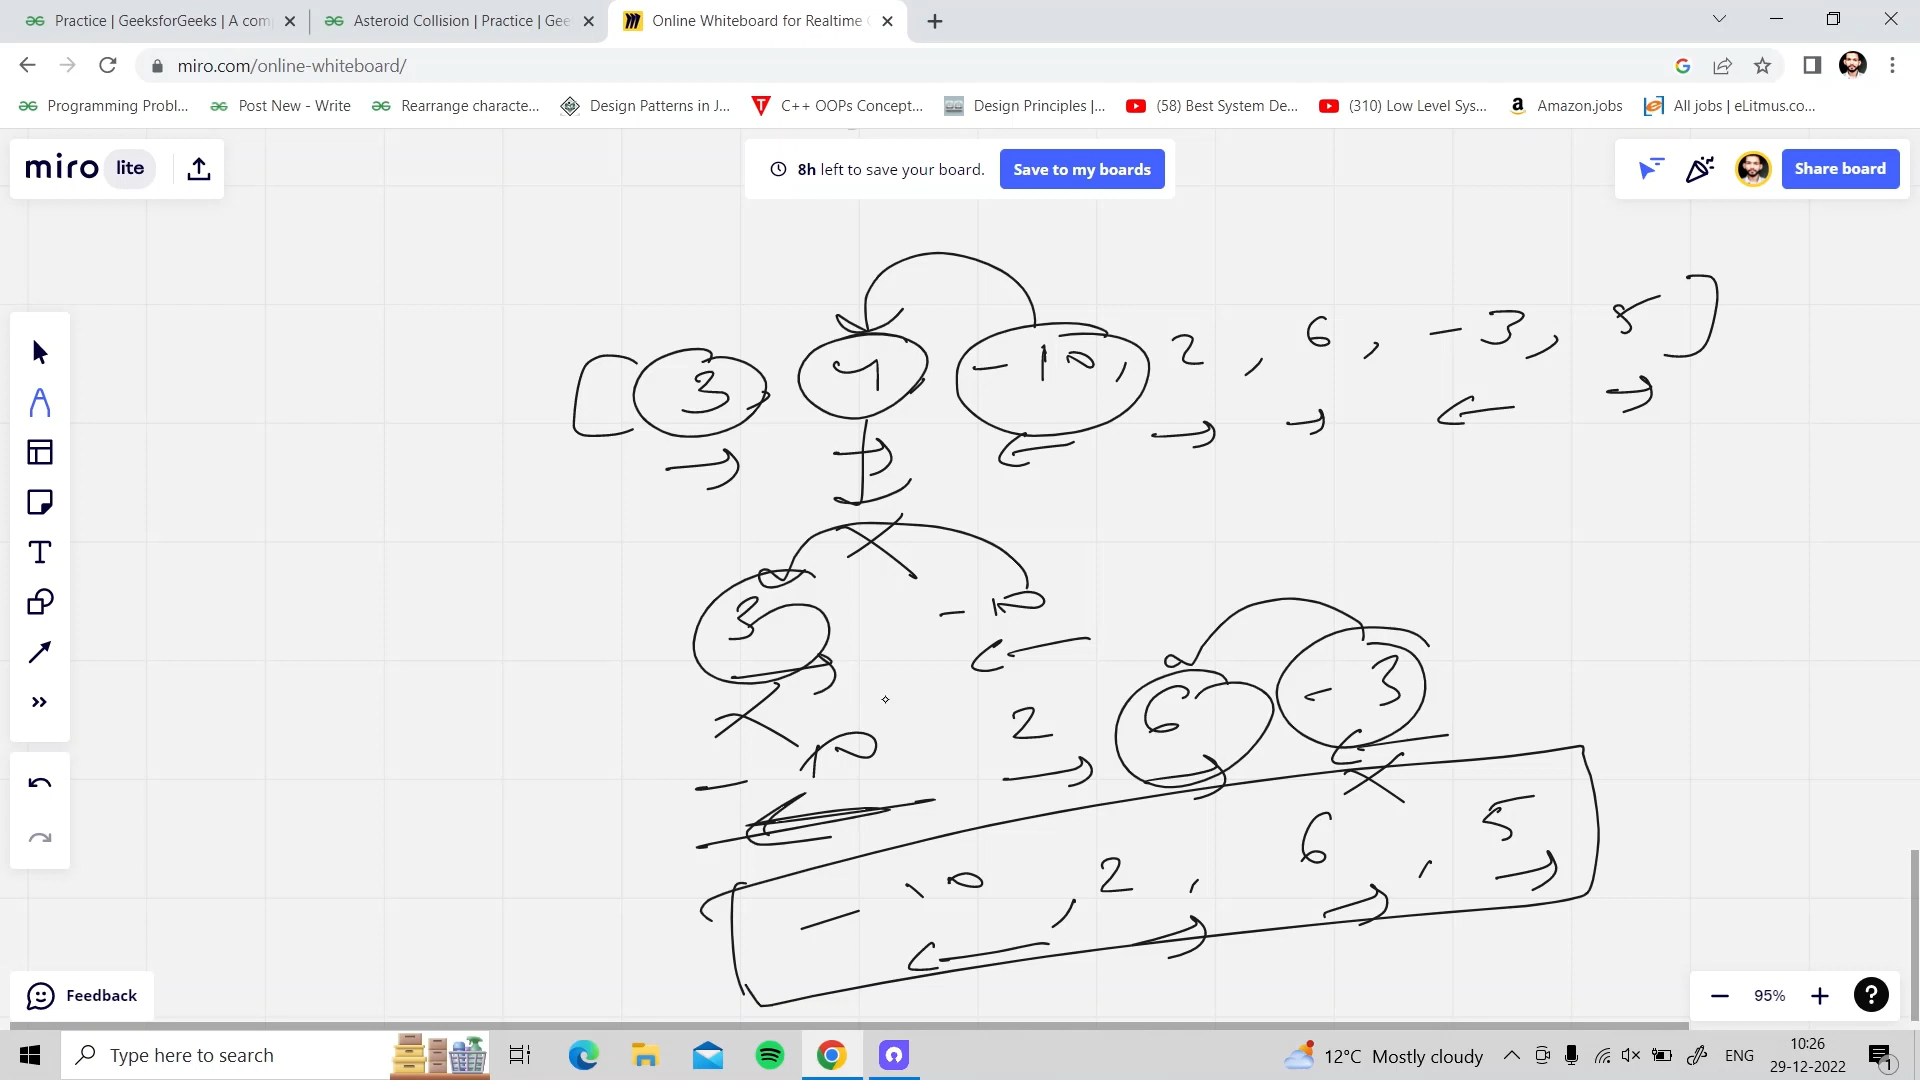 Practice | GeeksforGeeks | A com
Asteroid Collision | Practice | Gee
Online Whiteboard for Realtime C
miro.com/online-whiteboard/
Programming Probl...
Post New - Write
Rearrange characte...
Design Patterns in J...
C++ OOPs Concept...
Design Principles |...
(58) Best System De...
(310) Low Level Sys...
Amazon.jobs
All jobs | eLitmus.co...
miro lite
8h left to save your board.
Save to my boards
Share board
[ 3, 4 -10, 2, 6, -3, 5 ]
3 -10
6 -3
-10 2
-10, 2, 6, 5
Feedback
95%
Type here to search
12°C Mostly cloudy
ENG
10:26
29-12-2022
1